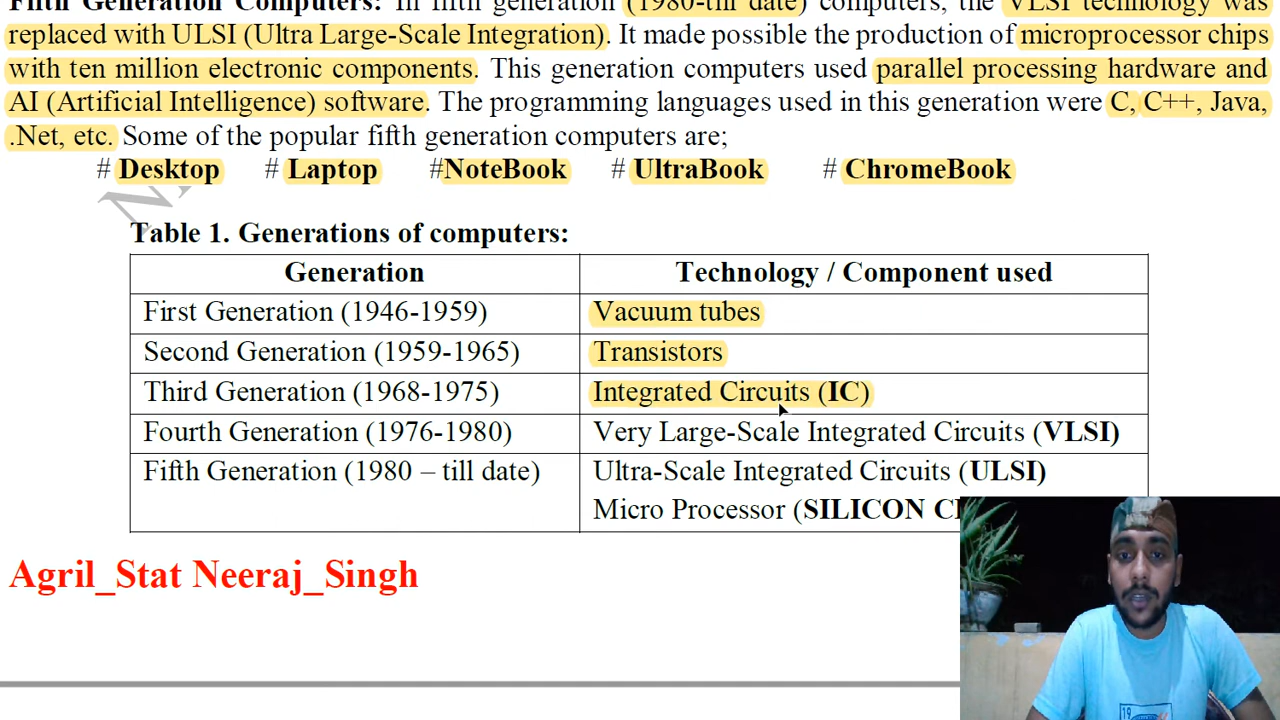 Fifth Generation Computers: In fifth generation (1980-till date) computers, the VLSI technology was
replaced with ULSI (Ultra Large-Scale Integration). It made possible the production of microprocessor chips
with ten million electronic components. This generation computers used parallel processing hardware and
AI (Artificial Intelligence) software. The programming languages used in this generation were C, C++, Java,
.Net, etc. Some of the popular fifth generation computers are;
# Desktop # Laptop #NoteBook # UltraBook # ChromeBook
Table 1. Generations of computers:
Generation Technology / Component used
First Generation (1946-1959) Vacuum tubes
Second Generation (1959-1965) Transistors
Third Generation (1968-1975) Integrated Circuits (IC)
Fourth Generation (1976-1980) Very Large-Scale Integrated Circuits (VLSI)
Fifth Generation (1980 – till date) Ultra-Scale Integrated Circuits (ULSI)
Micro Processor (SILICON
Agril_Stat Neeraj_Singh
19